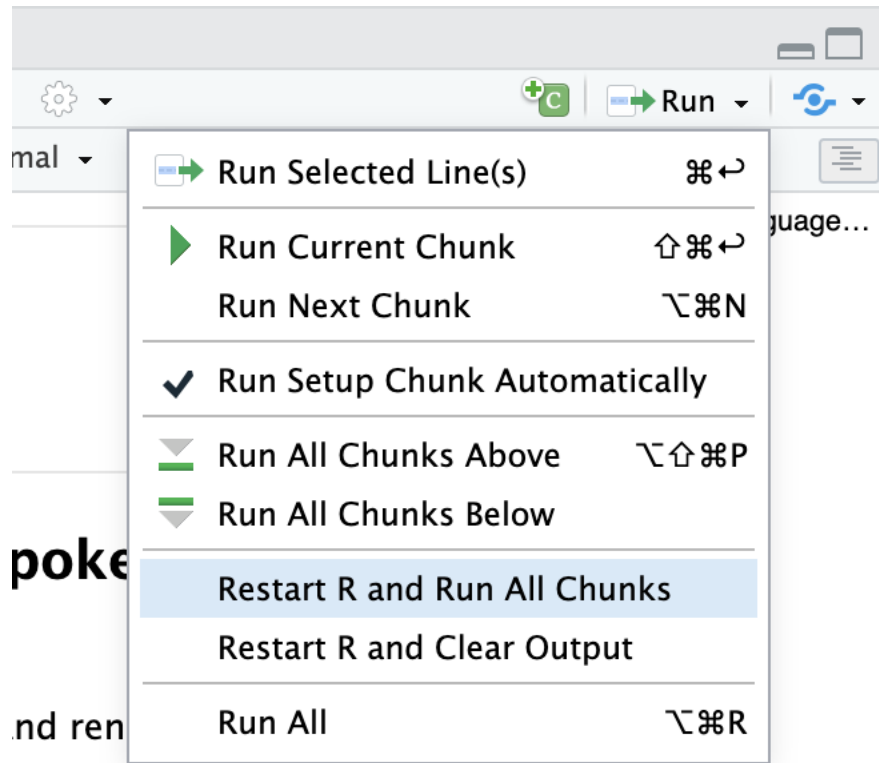 C Run
mal
guage…
Run Selected Line(s) ⌘↩
Run Current Chunk ⇧⌘↩
Run Next Chunk ⌥⌘N
Run Setup Chunk Automatically
Run All Chunks Above ⌥⇧⌘P
Run All Chunks Below
Restart R and Run All Chunks
Restart R and Clear Output
Run All ⌥⌘R
poke
nd ren